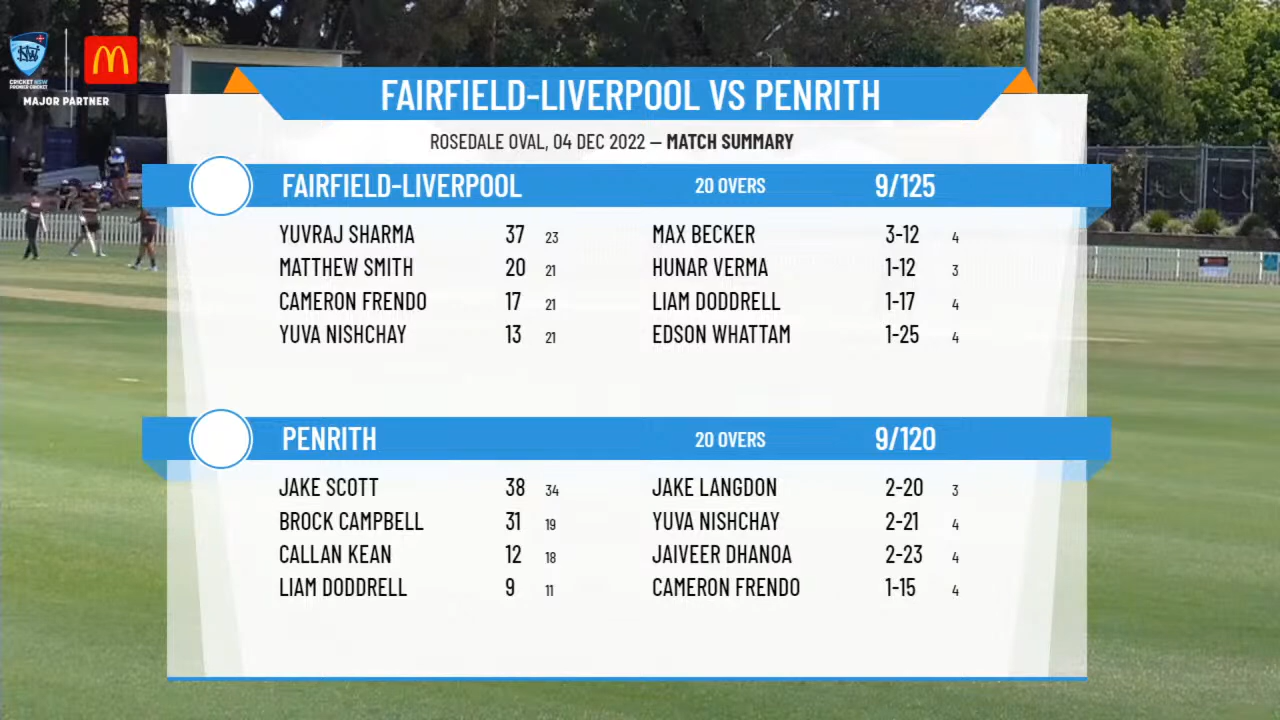 CRICKET NSW
PREMIER CRICKET
MAJOR PARTNER
FAIRFIELD-LIVERPOOL VS PENRITH
ROSEDALE OVAL, 04 DEC 2022 – MATCH SUMMARY
FAIRFIELD-LIVERPOOL 20 OVERS 9/125
YUVRAJ SHARMA 37 23 MAX BECKER 3-12 4
MATTHEW SMITH 20 21 HUNAR VERMA 1-12 3
CAMERON FRENDO 17 21 LIAM DODDRELL 1-17 4
YUVA NISHCHAY 13 21 EDSON WHATTAM 1-25 4
PENRITH 20 OVERS 9/120
JAKE SCOTT 38 34 JAKE LANGDON 2-20 3
BROCK CAMPBELL 31 19 YUVA NISHCHAY 2-21 4
CALLAN KEAN 12 18 JAIVEER DHANOA 2-23 4
LIAM DODDRELL 9 11 CAMERON FRENDO 1-15 4